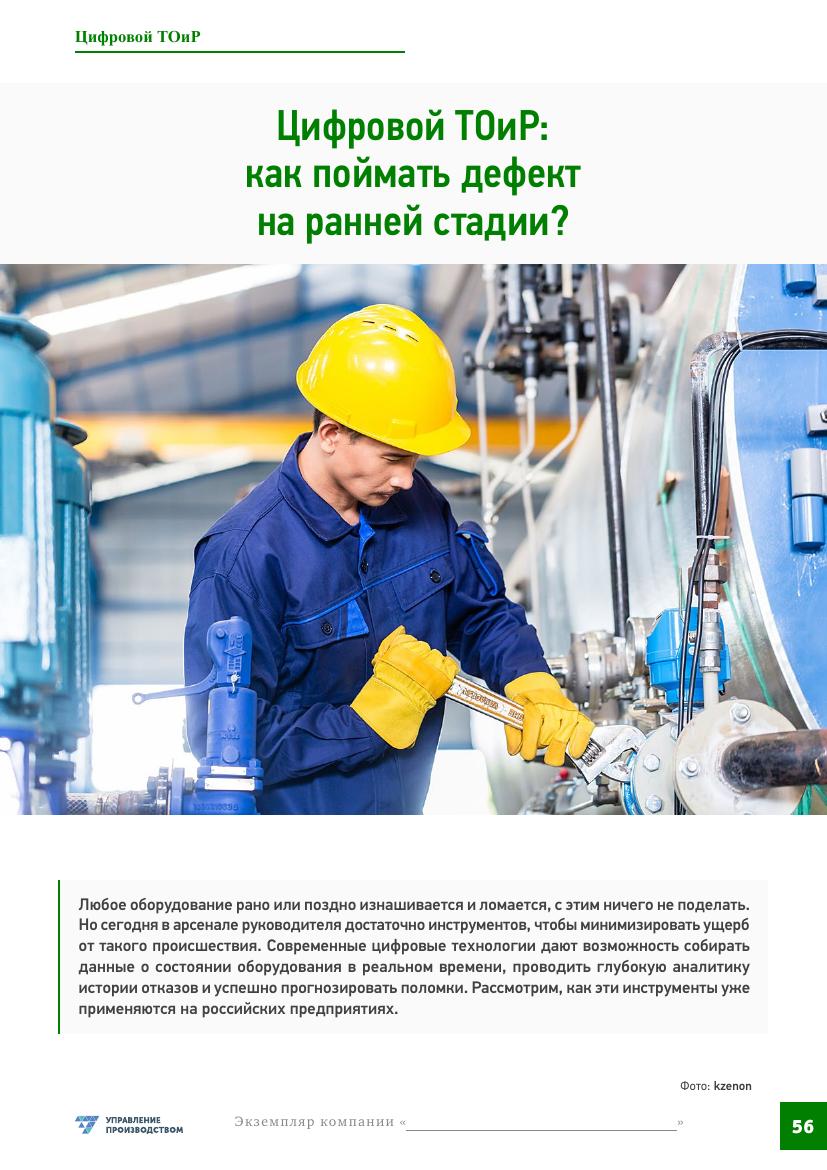 Цифровой ТОиР
Цифровой ТОиР:
как поймать дефект
на ранней стадии?
Любое оборудование рано или поздно изнашивается и ломается, с этим ничего не поделать.
Но сегодня в арсенале руководителя достаточно инструментов, чтобы минимизировать ущерб
от такого происшествия. Современные цифровые технологии дают возможность собирать
данные о состоянии оборудования в реальном времени, проводить глубокую аналитику
истории отказов и успешно прогнозировать поломки. Рассмотрим, как эти инструменты уже
применяются на российских предприятиях.
Фото: kzenon
УПРАВЛЕНИЕ
ПРОИЗВОДСТВОМ
Экземпляр компании «»
56